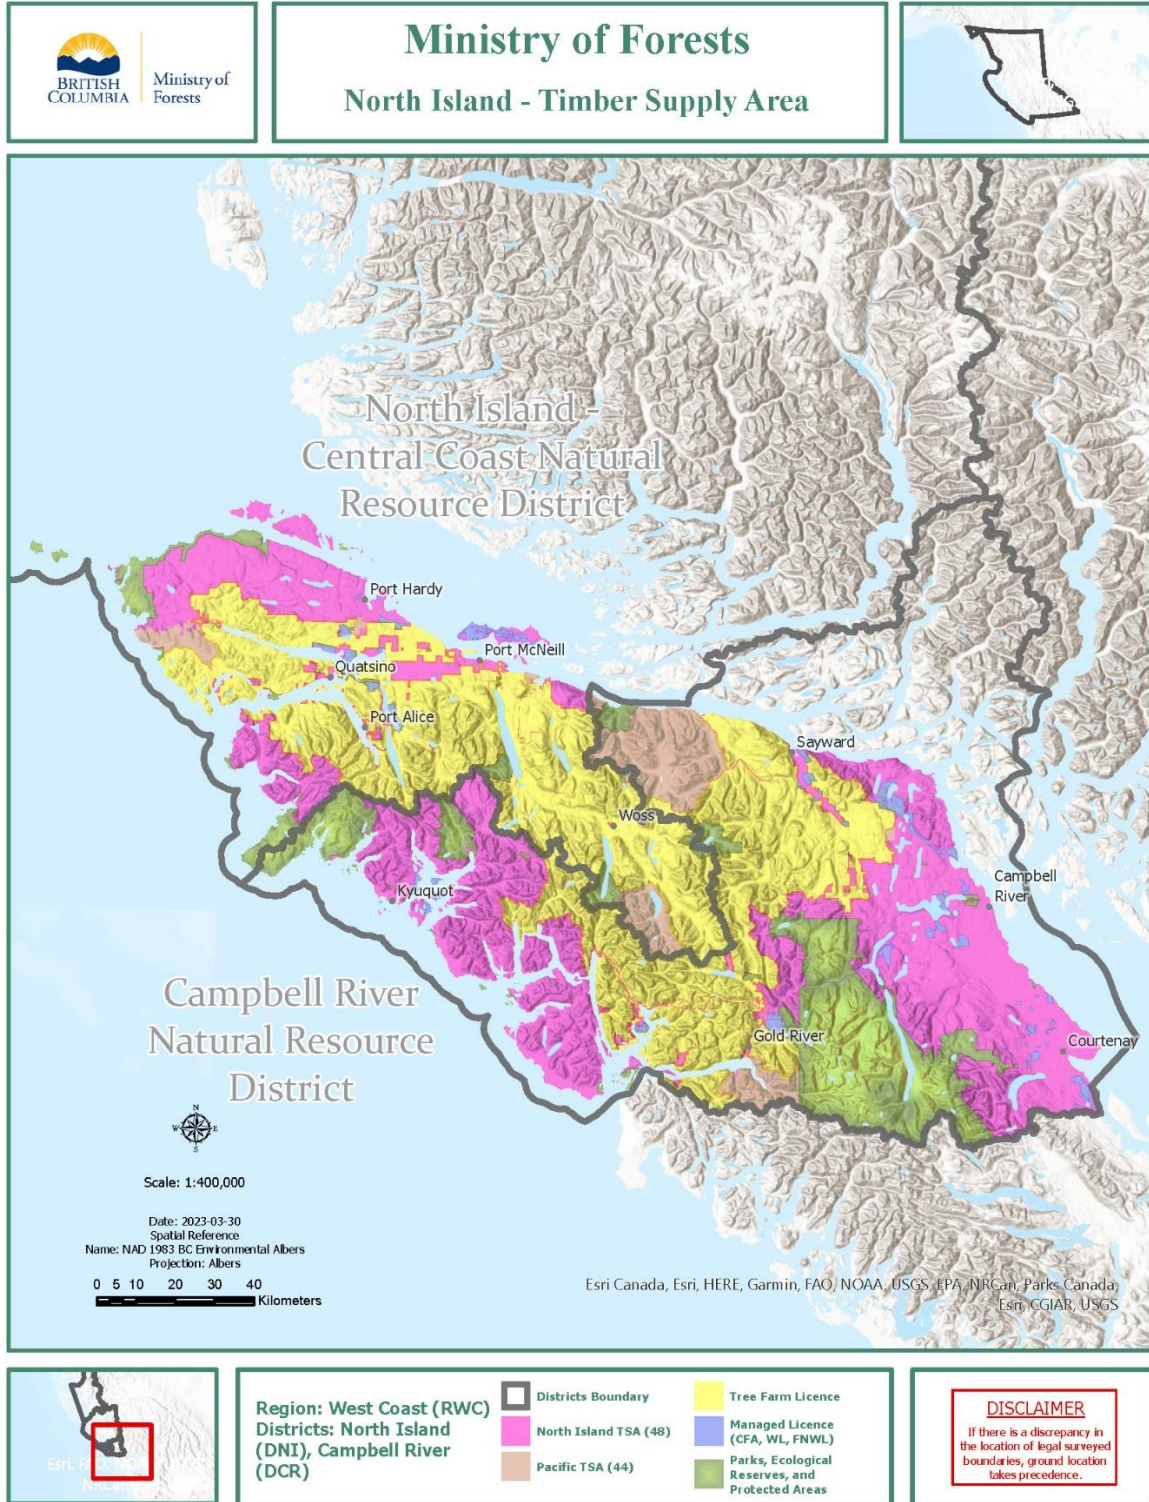 BRITISH
COLUMBIA
Ministry of
Forests
Ministry of Forests
North Island - Timber Supply Area
North Island -
Central Coast Natural
Resource District
Port Hardy
Port McNeill
Quatsino
Port Alice
Sayward
Woss
Campbell
River
Kyuquot
Campbell River
Natural Resource
District
Gold River
Courtenay
N
W E
S
Scale: 1:400,000
Date: 2023-03-30
Spatial Reference
Name: NAD 1983 BC Environmental Albers
Projection: Albers
0 5 10 20 30 40
Kilometers
Esri Canada, Esri, HERE, Garmin, FAO, NOAA, USGS, EPA, NRCan, Parks Canada,
Esri, CGIAR, USGS
Esri, FAO, NOAA,
NRCan
Region: West Coast (RWC)
Districts: North Island
(DNI), Campbell River
(DCR)
Districts Boundary
North Island TSA (48)
Pacific TSA (44)
Tree Farm Licence
Managed Licence
(CFA, WL, FNWL)
Parks, Ecological
Reserves, and
Protected Areas
DISCLAIMER
If there is a discrepancy in
the location of legal surveyed
boundaries, ground location
takes precedence.